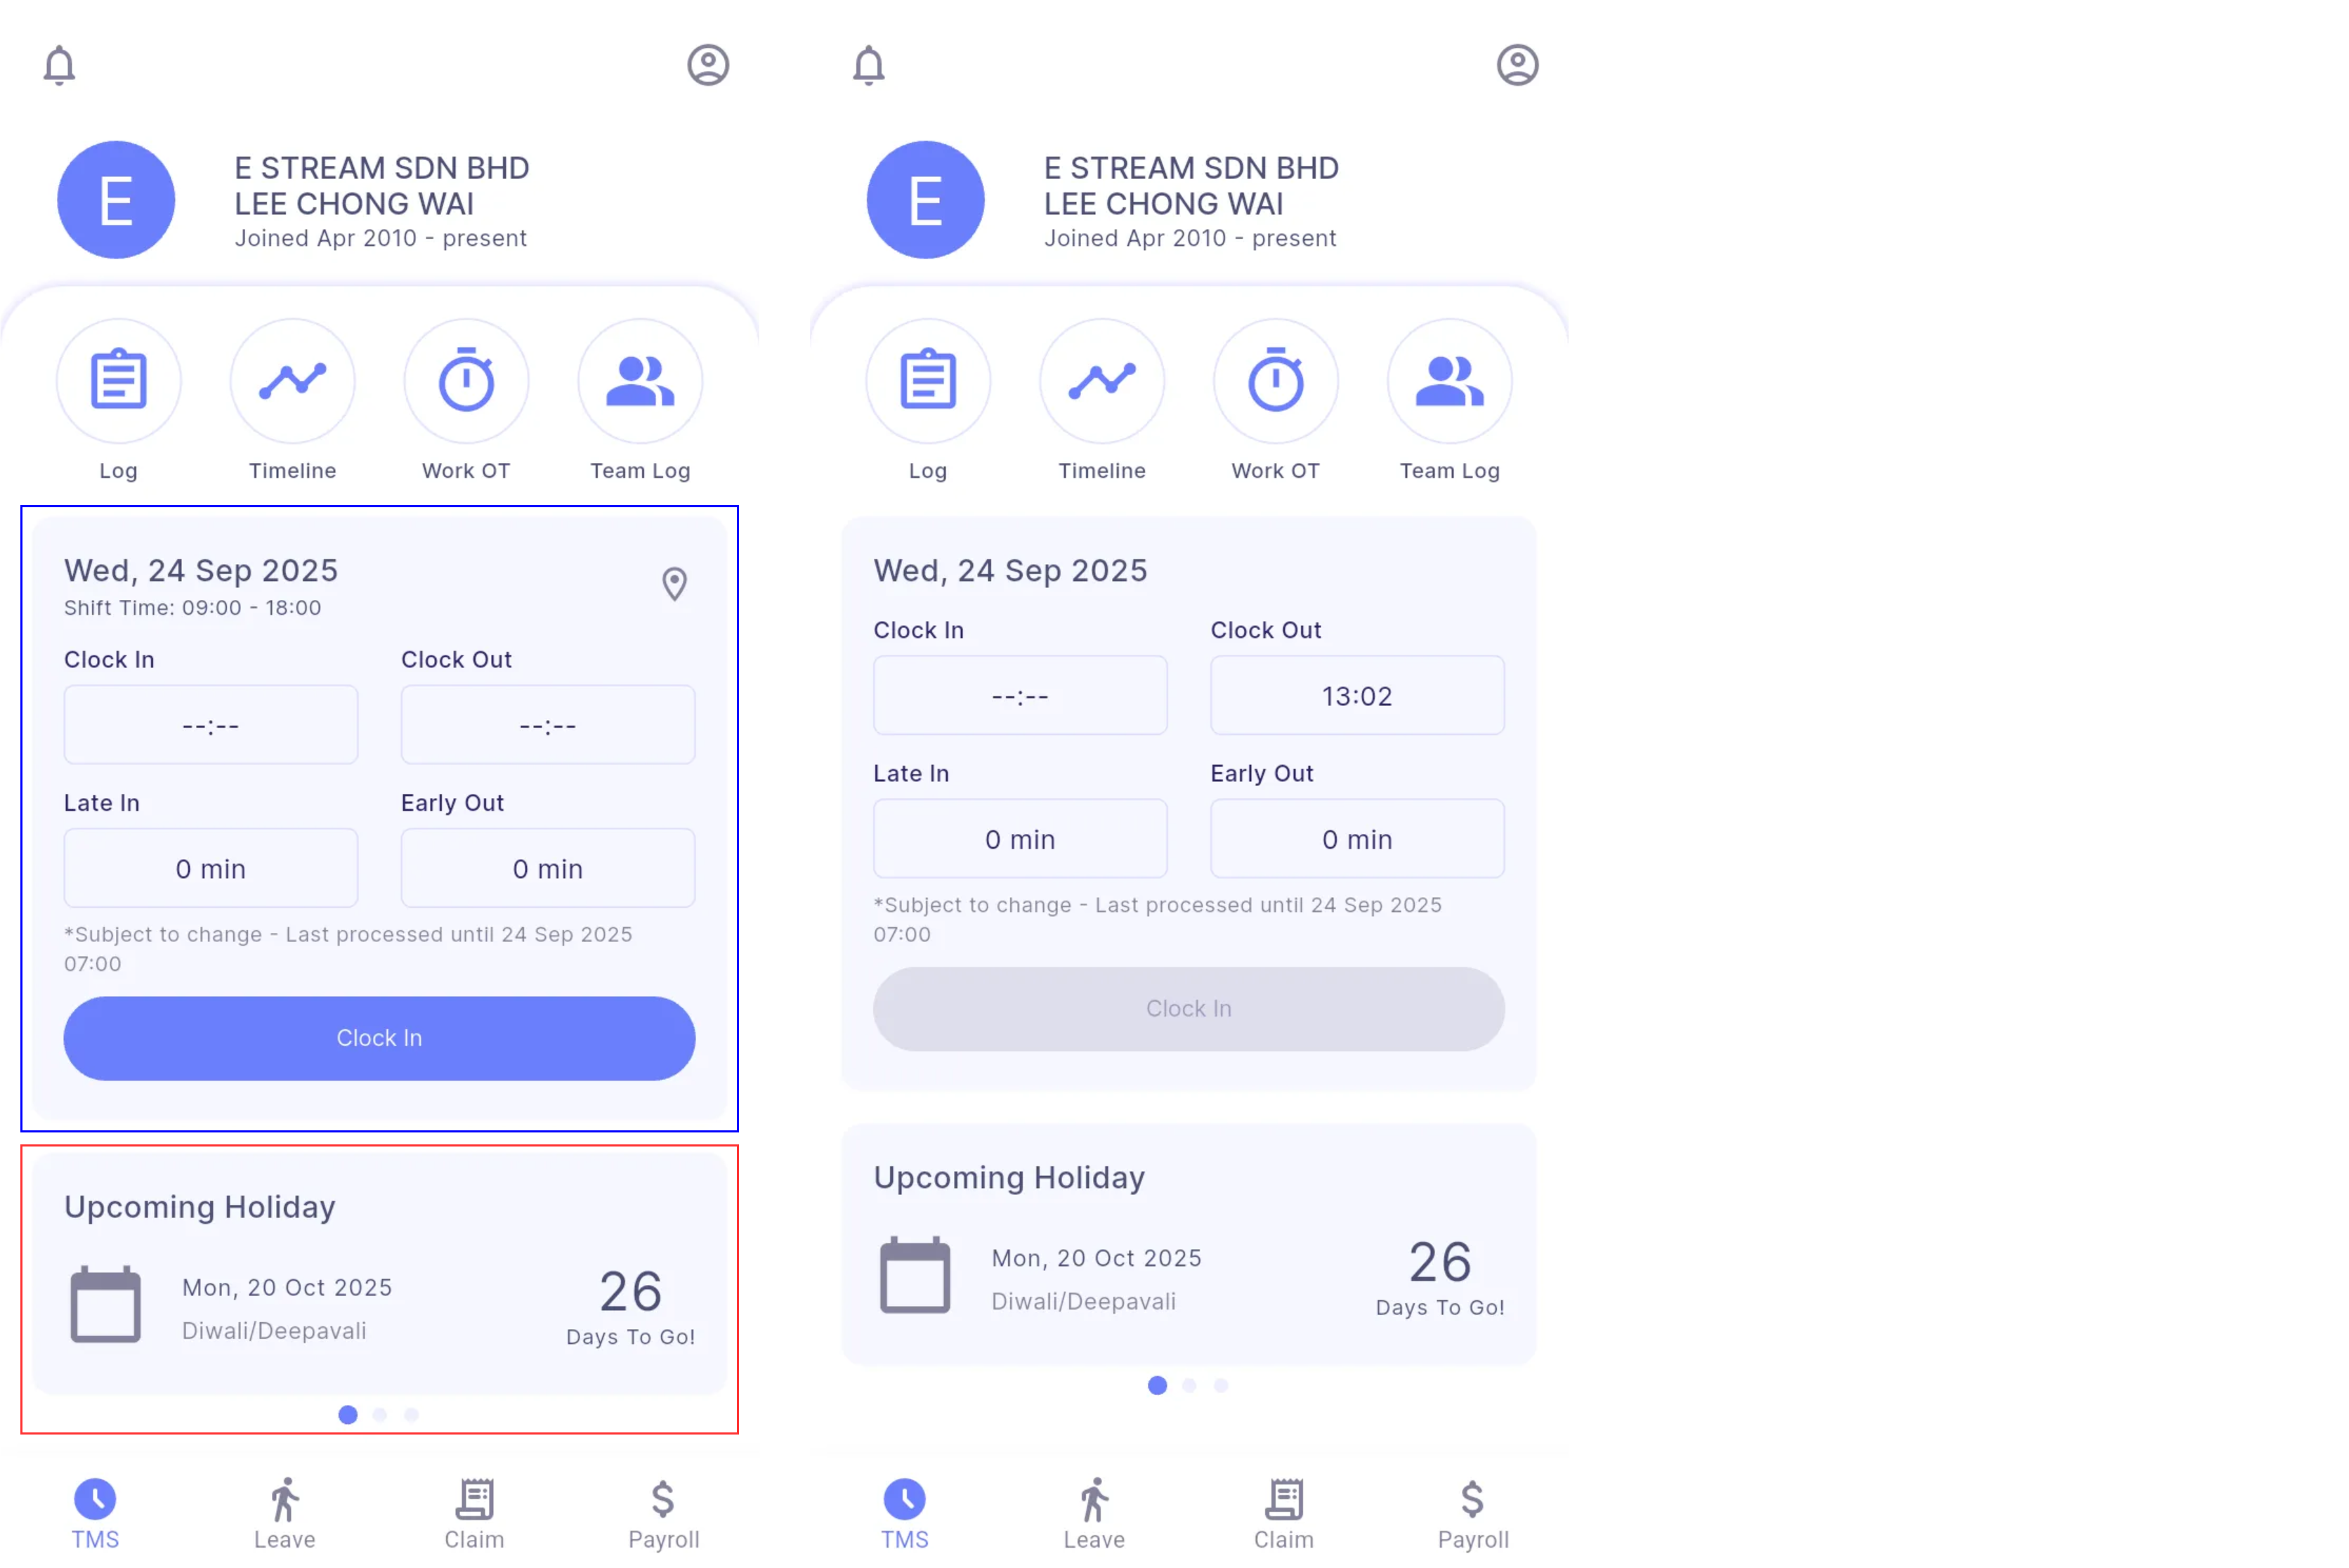 E
E STREAM SDN BHD
LEE CHONG WAI
Joined Apr 2010 - present
Log
Timeline
Work OT
Team Log
Wed, 24 Sep 2025
Shift Time: 09:00 - 18:00
Clock In
Clock Out
--:--
--:--
Late In
Early Out
0 min
0 min
*Subject to change - Last processed until 24 Sep 2025
07:00
Clock In
Upcoming Holiday
Mon, 20 Oct 2025
Diwali/Deepavali
26
Days To Go!
TMS
Leave
Claim
Payroll
E
E STREAM SDN BHD
LEE CHONG WAI
Joined Apr 2010 - present
Log
Timeline
Work OT
Team Log
Wed, 24 Sep 2025
Clock In
Clock Out
--:--
13:02
Late In
Early Out
0 min
0 min
*Subject to change - Last processed until 24 Sep 2025
07:00
Clock In
Upcoming Holiday
Mon, 20 Oct 2025
Diwali/Deepavali
26
Days To Go!
TMS
Leave
Claim
Payroll